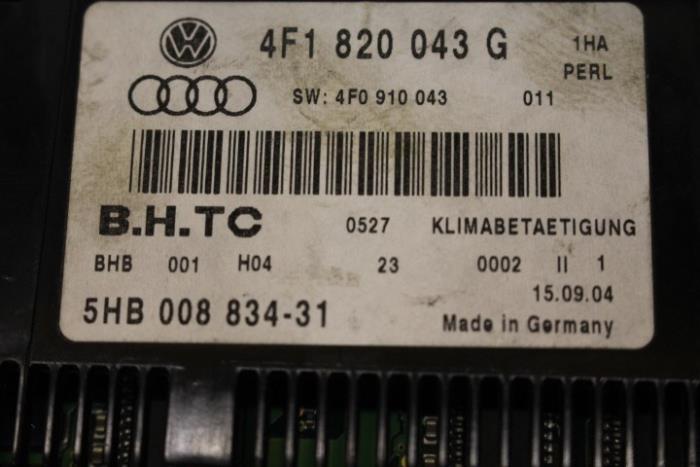 4F1 820 043 G 1HA
PERL
SW: 4F0 910 043 011
B.H.TC 0527 KLIMABETAETIGUNG
BHB 001 H04 23 0002 II 1
15.09.04
5HB 008 834-31 Made in Germany